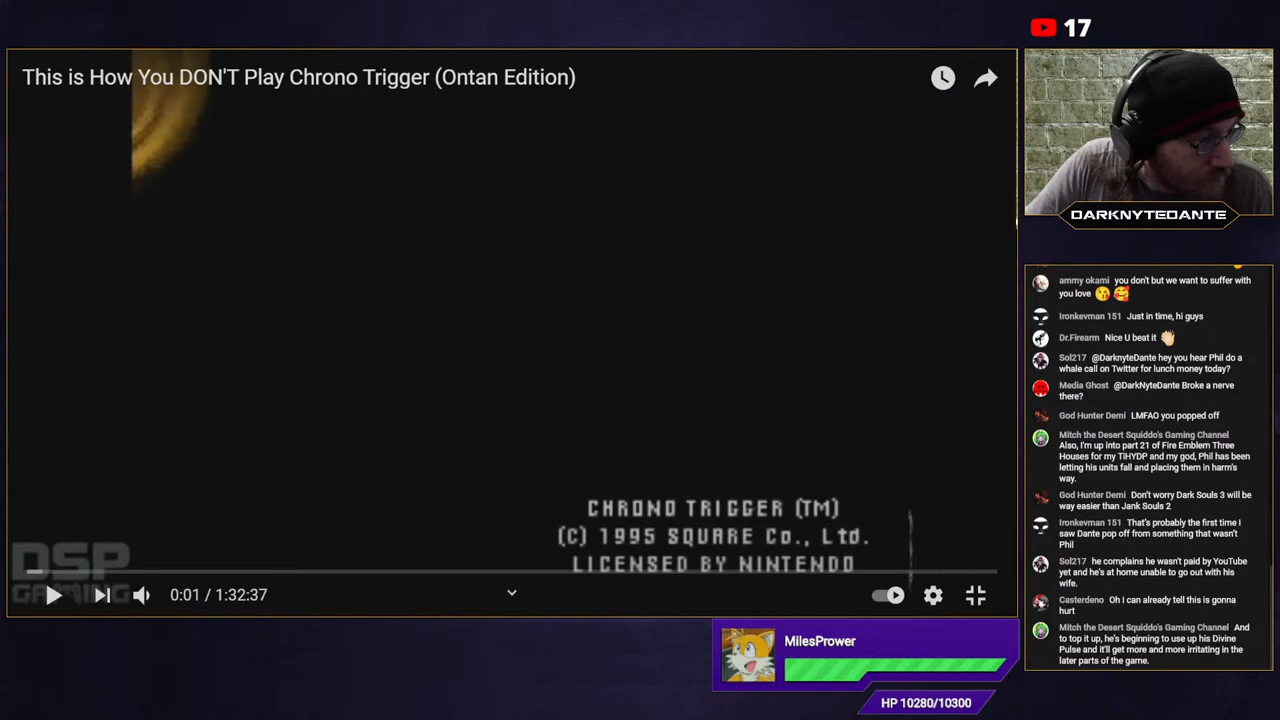 17
This is How You DON'T Play Chrono Trigger (Ontan Edition)
DARKNYTEDANTE
ammy okami you don't but we want to suffer with
you love
Ironkevman 151 Just in time, hi guys
Dr.Firearm Nice U beat it
Sol217 @DarknyteDante hey you hear Phil do a
whale call on Twitter for lunch money today?
Media Ghost @DarkNyteDante Broke a nerve
there?
God Hunter Demi LMFAO you popped off
Mitch the Desert Squiddo's Gaming Channel
Also, I'm up into part 21 of Fire Emblem Three
Houses for my TiHYDP and my god, Phil has been
letting his units fall and placing them in harm's
way.
God Hunter Demi Don't worry Dark Souls 3 will be
way easier than Jank Souls 2
Ironkevman 151 That's probably the first time I
saw Dante pop off from something that wasn't
Phil
Sol217 he complains he wasn't paid by YouTube
yet and he's at home unable to go out with his
wife.
Casterdeno Oh I can already tell this is gonna
hurt
Mitch the Desert Squiddo's Gaming Channel And
to top it up, he's beginning to use up his Divine
Pulse and it'll get more and more irritating in the
later parts of the game.
CHRONO TRIGGER (TM)
(C) 1995 SQUARE Co., Ltd.
LICENSED BY NINTENDO
DSP
GAMING
0:01 / 1:32:37
MilesPrower
HP 10280/10300